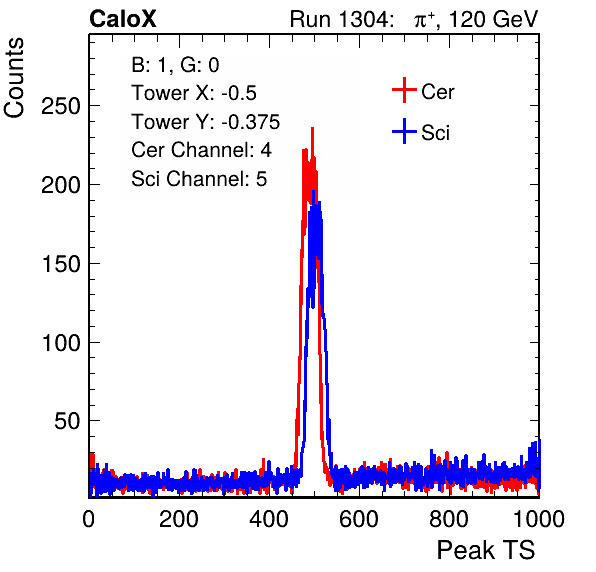 CaloX Run 1304: π⁺, 120 GeV
Counts
B: 1, G: 0
Tower X: -0.5
Tower Y: -0.375
Cer Channel: 4
Sci Channel: 5
Cer
Sci
250
200
150
100
50
0 200 400 600 800 1000
Peak TS